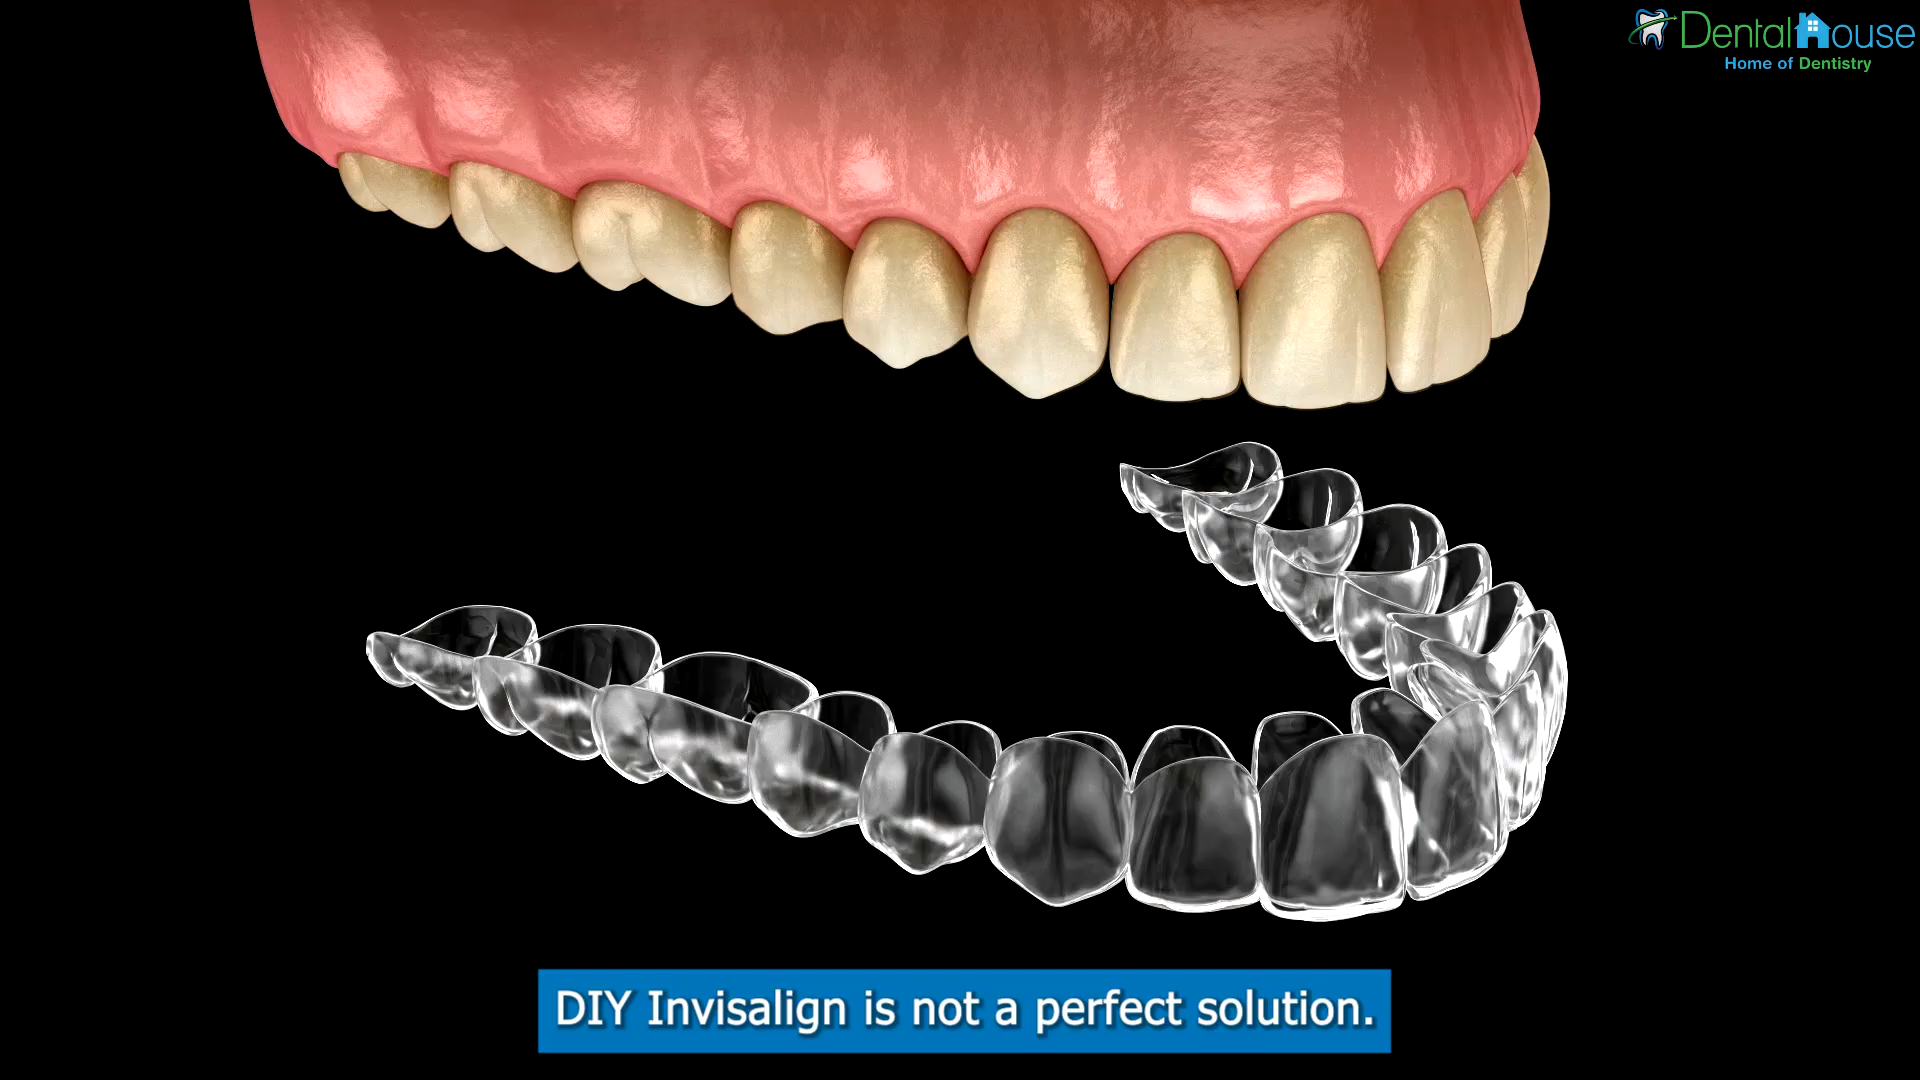 DentalHouse
Home of Dentistry
DIY Invisalign is not a perfect solution.